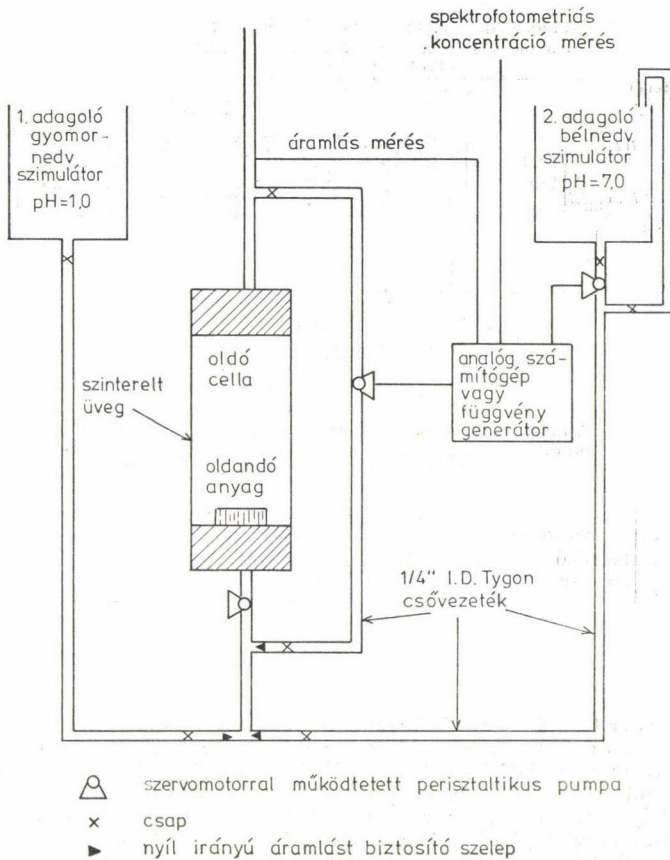 spektrofotometriás
koncentráció mérés
1. adagoló
gyomor-
nedv
szimulátor
pH=1,0
áramlás mérés
2. adagoló
bélnedv.
szimulátor
pH=7,0
oldó
cella
szinterelt
üveg
oldandó
anyag
analóg szá-
mítógép
vagy
függvény
generátor
1/4" I.D. Tygon
csővezeték
szervomotorral működtetett perisztaltikus pumpa
csap
nyíl irányú áramlást biztosító szelep